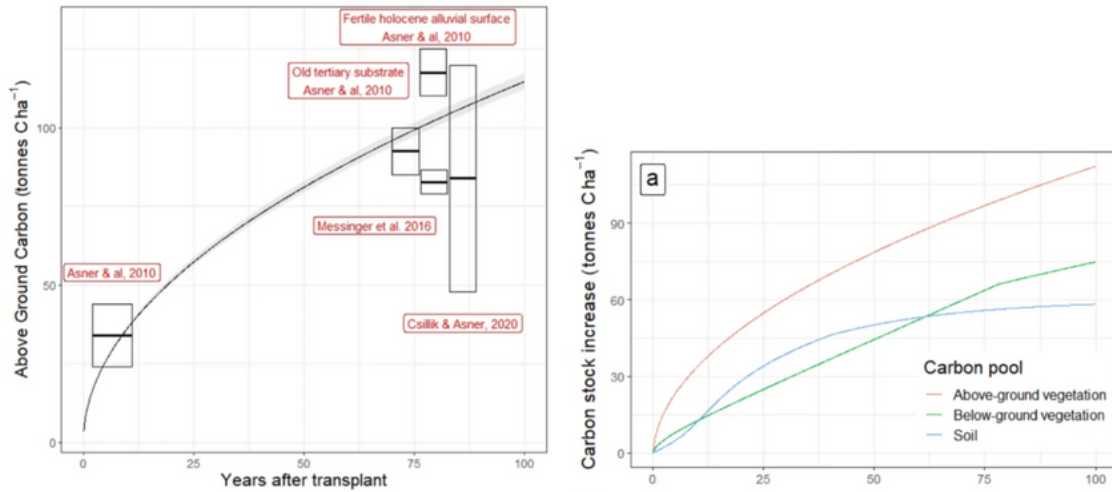 Above Ground Carbon (tonnes C ha⁻¹)
100
50
0
Fertile holocene alluvial surface
Asner & al, 2010
Old tertiary substrate
Asner & al, 2010
Messinger et al. 2016
Asner & al, 2010
Csillik & Asner, 2020
0
25
50
75
100
Years after transplant
Carbon stock increase (tonnes C ha⁻¹)
a
90
60
30
0
Carbon pool
Above-ground vegetation
Below-ground vegetation
Soil
0
25
50
75
100